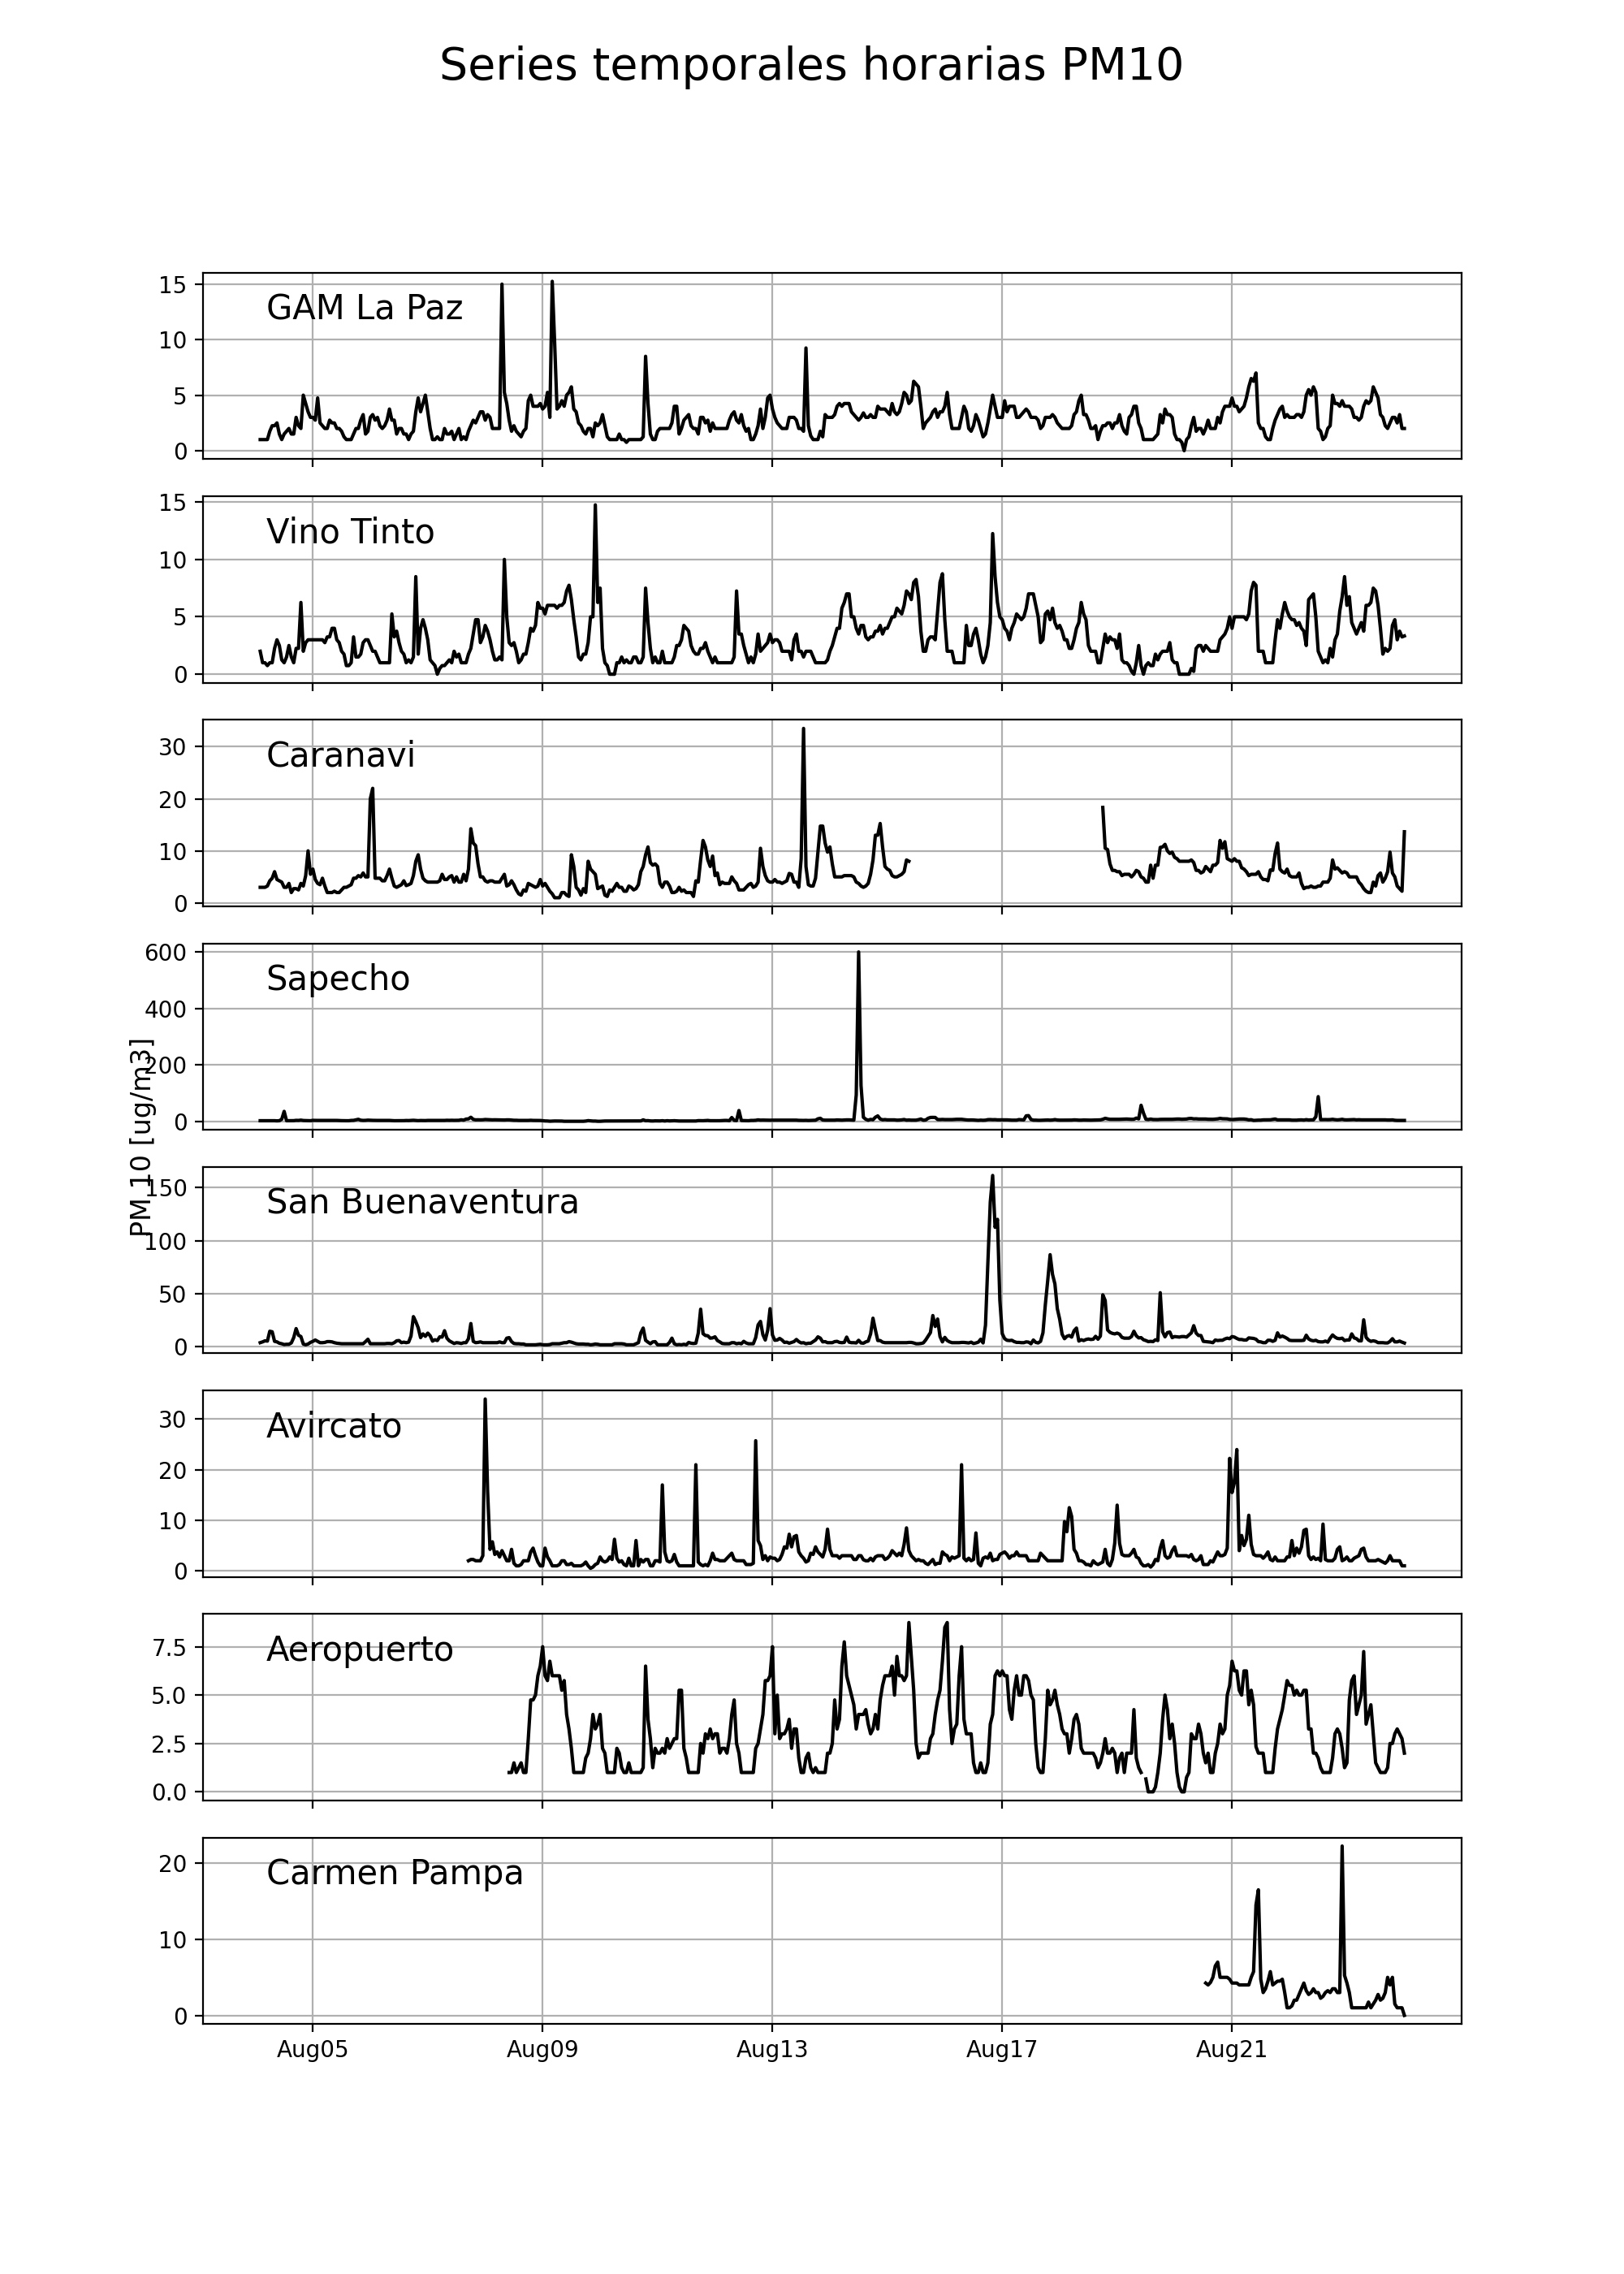 Series temporales horarias PM10
15
GAM La Paz
10
5
0
15
Vino Tinto
10
5
0
30
Caranavi
20
10
0
600
Sapecho
400
200
0
PM 10 [ug/m3]
150
San Buenaventura
100
50
0
30
Avircato
20
10
0
7.5
Aeropuerto
5.0
2.5
0.0
20
Carmen Pampa
10
0
Aug05 Aug09 Aug13 Aug17 Aug21